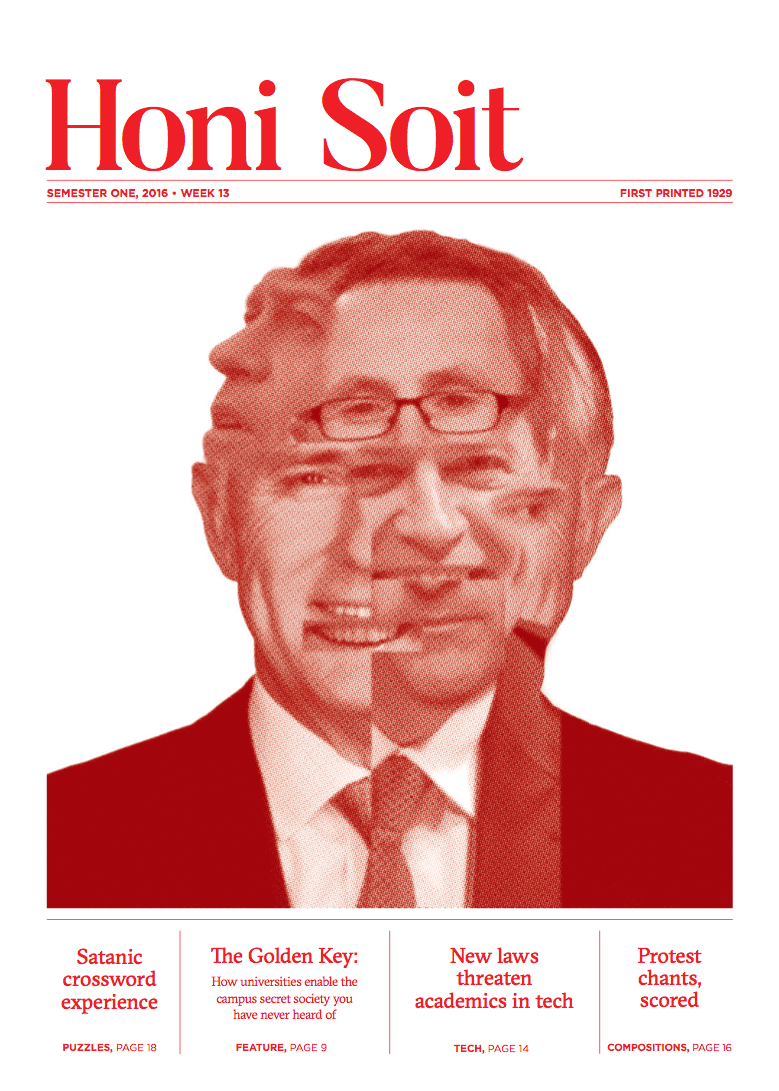 Honi Soit
SEMESTER ONE, 2016 • WEEK 13
FIRST PRINTED 1929
Satanic
crossword
experience
PUZZLES, PAGE 18
The Golden Key:
How universities enable the
campus secret society you
have never heard of
FEATURE, PAGE 9
New laws
threaten
academics in tech
TECH, PAGE 14
Protest
chants,
scored
COMPOSITIONS, PAGE 16